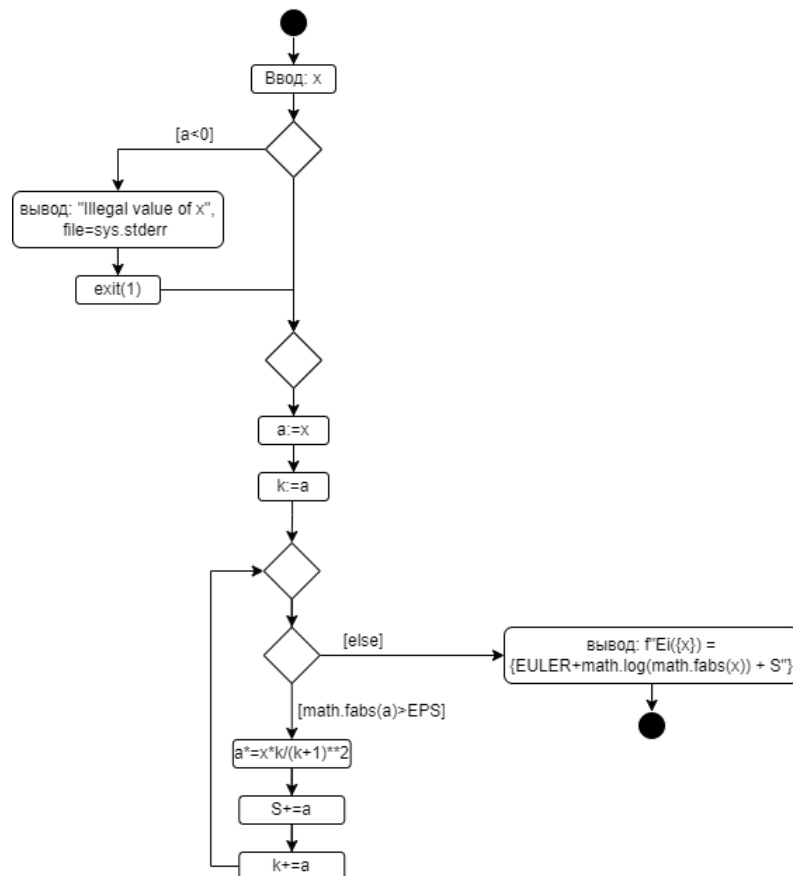 Ввод: x
[a<0]
вывод: "Illegal value of x",
file=sys.stderr
exit(1)
a:=x
k:=a
[else]
вывод: f"Ei({x}) =
{EULER+math.log(math.fabs(x)) + S"}
[math.fabs(a)>EPS]
a*=x*k/(k+1)**2
S+=a
k+=a